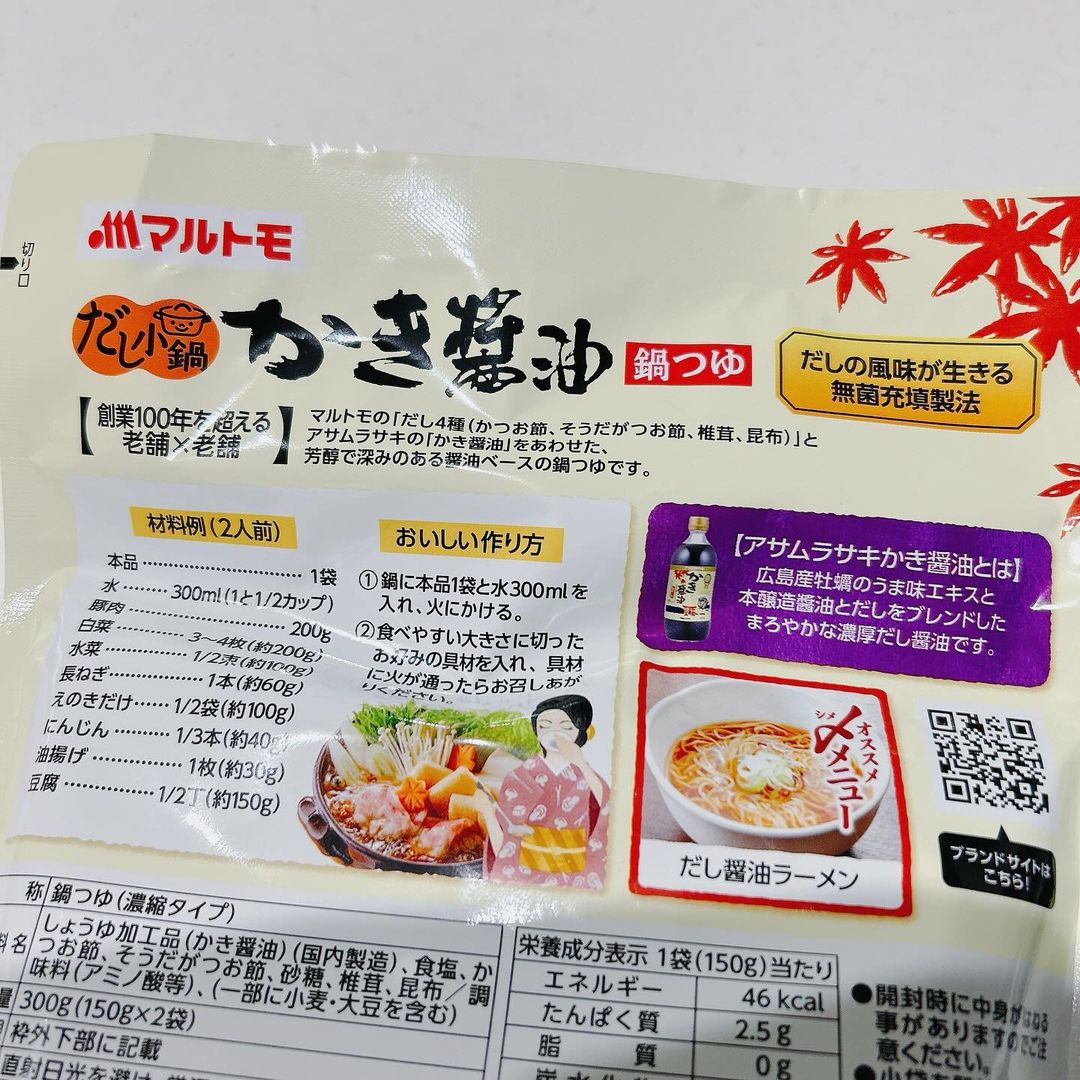 切り口
マルトモ
だし小鍋
かき醤油
鍋つゆ
だしの風味が生きる
無菌充填製法
【創業100年を超える
老舗×老舗】
マルトモの「だし4種(かつお節、そうだがつお節、椎茸、昆布)」と
アサムラサキの「かき醤油」をあわせた、
芳醇で深みのある醤油ベースの鍋つゆです。
材料例(2人前)
本品 1袋
水 300ml(1と1/2カップ)
豚肉 200g
白菜 3〜4枚(約200g)
水菜 1/2束(約100g)
長ねぎ 1本(約60g)
えのきだけ 1/2袋(約100g)
にんじん 1/3本(約40g)
油揚げ 1枚(約30g)
豆腐 1/2丁(約150g)
おいしい作り方
①鍋に本品1袋と水300mlを
入れ、火にかける。
②食べやすい大きさに切った
お好みの具材を入れ、具材
に火が通ったらお召しあが
りください。
【アサムラサキかき醤油とは】
広島産牡蠣のうま味エキスと
本醸造醤油とだしをブレンドした
まろやかな濃厚だし醤油です。
かき醤油
オススメ
シメ
〆メニュー
だし醤油ラーメン
ブランドサイトは
こちら!
称 鍋つゆ(濃縮タイプ)
料名 しょうゆ加工品(かき醤油)(国内製造)、食塩、か
つお節、そうだがつお節、砂糖、椎茸、昆布/調
味料(アミノ酸等)、(一部に小麦・大豆を含む)
量 300g(150g×2袋)
限 枠外下部に記載
直射日光を避け
栄養成分表示 1袋(150g)当たり
エネルギー 46kcal
たんぱく質 2.5g
脂質 0g
炭水化物
●開封時に中身がはねる
事がありますのでご注
意ください。
●小袋